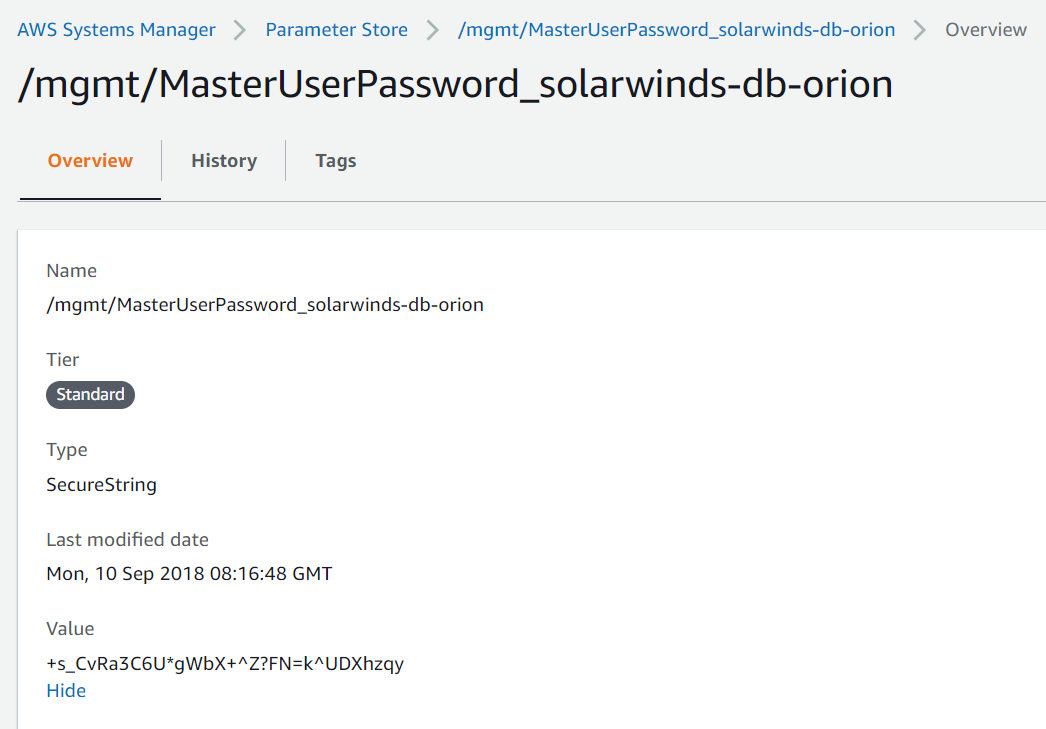 AWS Systems Manager > Parameter Store > /mgmt/MasterUserPassword_solarwinds-db-orion > Overview
/mgmt/MasterUserPassword_solarwinds-db-orion
Overview History Tags
Name
/mgmt/MasterUserPassword_solarwinds-db-orion
Tier
Standard
Type
SecureString
Last modified date
Mon, 10 Sep 2018 08:16:48 GMT
Value
+s_CvRa3C6U*gWbX+^Z?FN=k^UDXhzqy
Hide